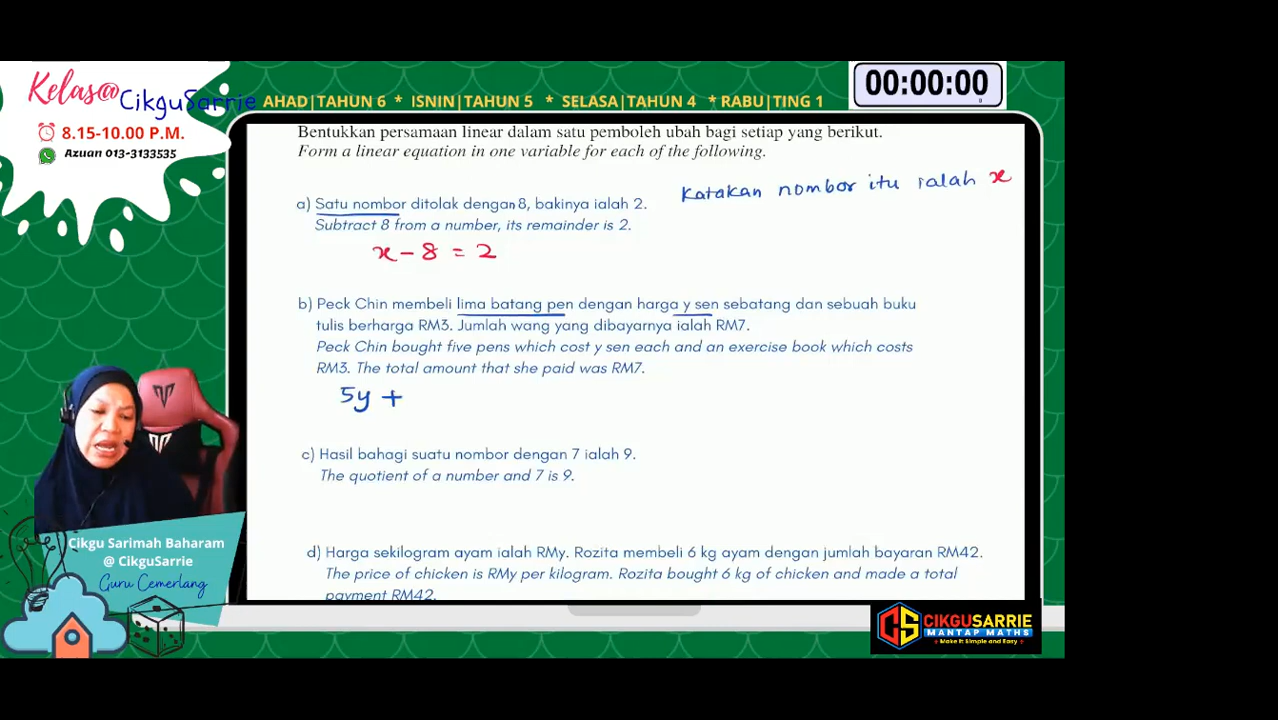 Kelas@CikguSarrie
8.15-10.00 P.M.
Azuan 013-3133535
AHAD|TAHUN 6 * ISNIN|TAHUN 5 * SELASA|TAHUN 4 * RABU|TING 1
00:00:00
Bentukkan persamaan linear dalam satu pemboleh ubah bagi setiap yang berikut.
Form a linear equation in one variable for each of the following.
Katakan nombor itu ialah x
a) Satu nombor ditolak dengan 8, bakinya ialah 2.
Subtract 8 from a number, its remainder is 2.
x - 8 = 2
b) Peck Chin membeli lima batang pen dengan harga y sen sebatang dan sebuah buku
tulis berharga RM3. Jumlah wang yang dibayarnya ialah RM7.
Peck Chin bought five pens which cost y sen each and an exercise book which costs
RM3. The total amount that she paid was RM7.
5y +
c) Hasil bahagi suatu nombor dengan 7 ialah 9.
The quotient of a number and 7 is 9.
d) Harga sekilogram ayam ialah RMy. Rozita membeli 6 kg ayam dengan jumlah bayaran RM42.
The price of chicken is RMy per kilogram. Rozita bought 6 kg of chicken and made a total
payment RM42.
Cikgu Sarimah Baharam
@ CikguSarrie
Guru Cemerlang
CS CIKGUSARRIE
MANTAP MATHS
Make It Simple and Easy